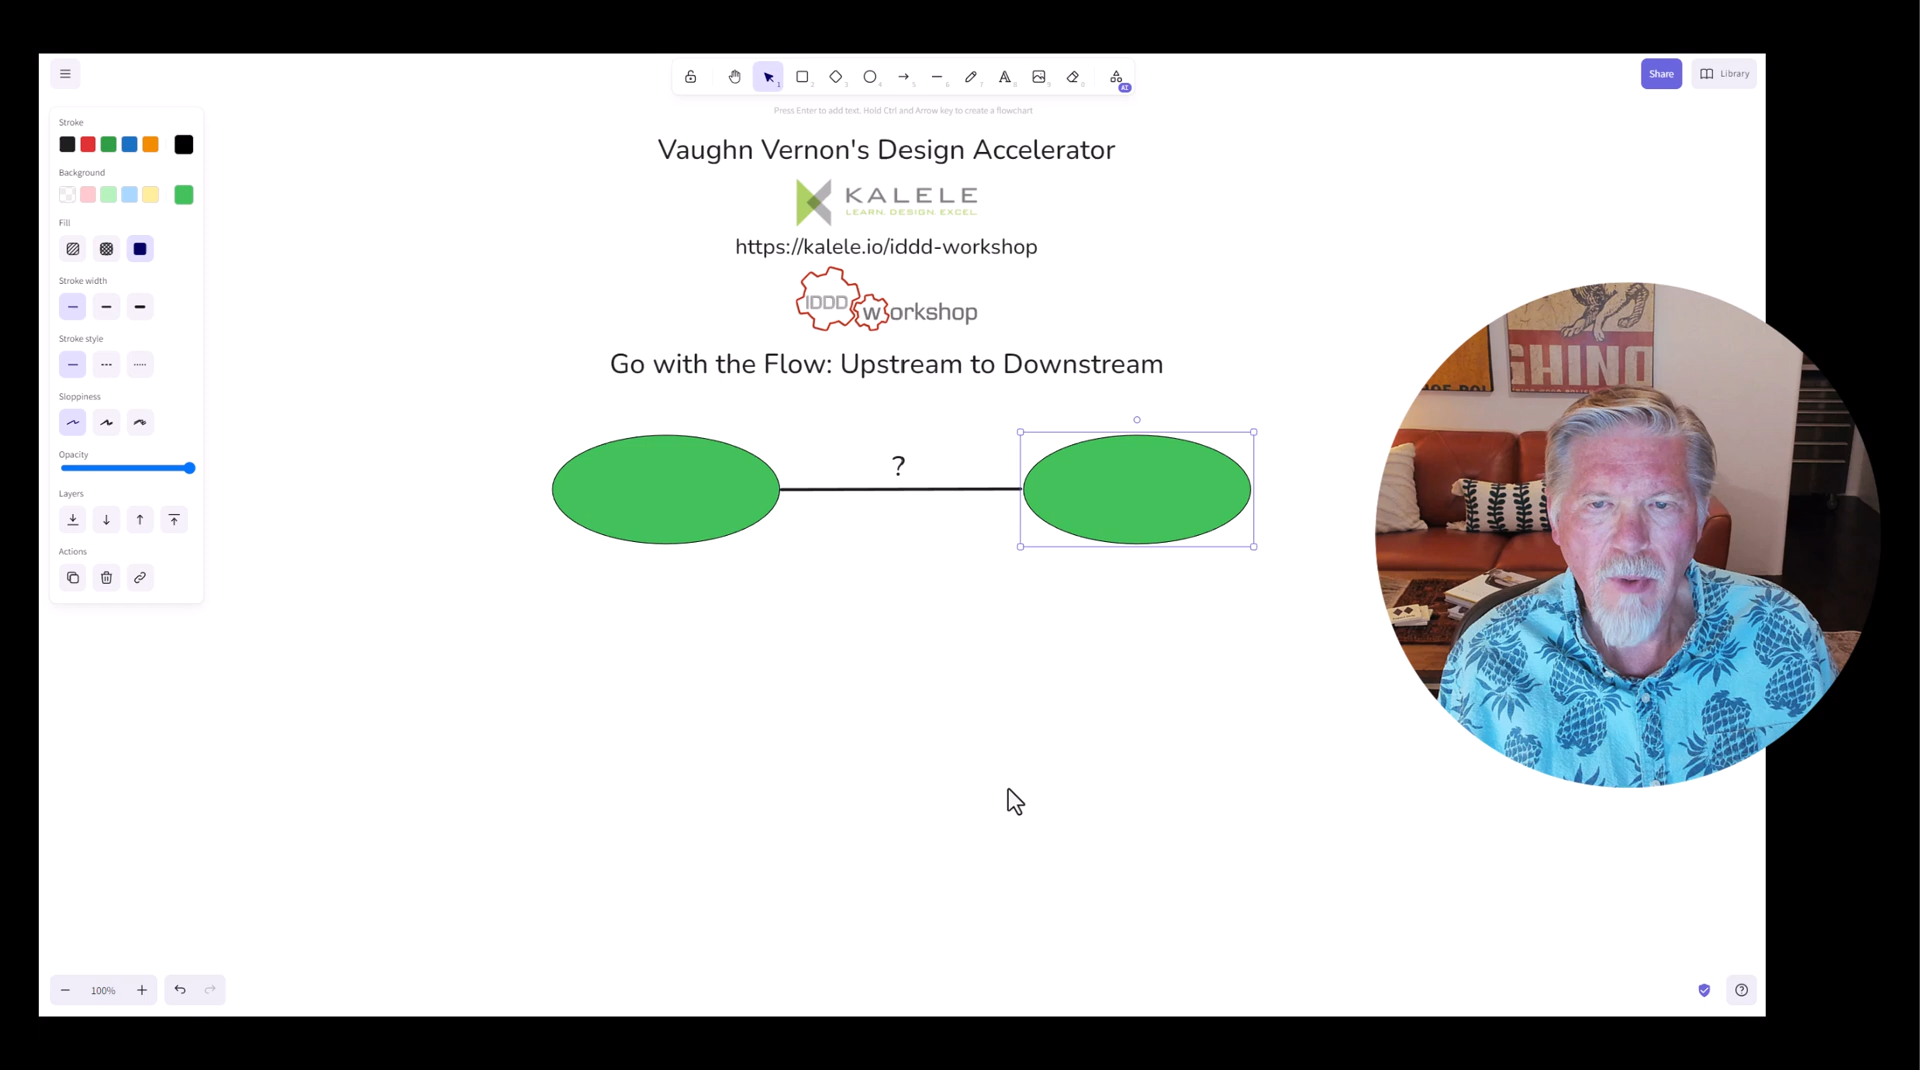 Share
Library
Press Enter to add text. Hold Ctrl and Arrow key to create a flowchart
Stroke
Background
Fill
Stroke width
Stroke style
Sloppiness
Opacity
Layers
Actions
Vaughn Vernon's Design Accelerator
KALELE
LEARN. DESIGN. EXCEL.
https://kalele.io/iddd-workshop
IDDD
workshop
Go with the Flow: Upstream to Downstream
?
AI
100%